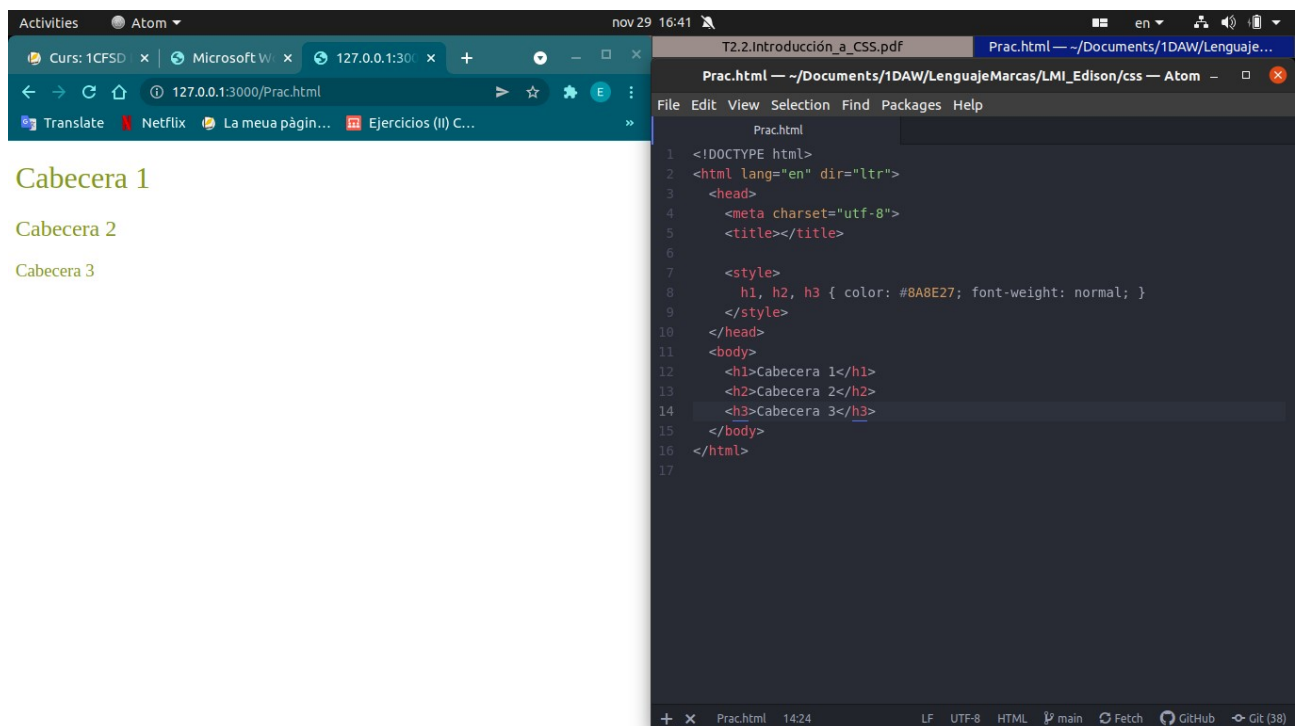 Activities Atom nov 29 16:41 en
Curs: 1CFSD Microsoft W 127.0.0.1:300
127.0.0.1:3000/Prac.html E
Translate Netflix La meua pàgin... Ejercicios (II) C... »
Cabecera 1
Cabecera 2
Cabecera 3
T2.2.Introducción_a_CSS.pdf Prac.html — ~/Documents/1DAW/Lenguaje...
Prac.html — ~/Documents/1DAW/LenguajeMarcas/LMI_Edison/css — Atom
File Edit View Selection Find Packages Help
Prac.html
1 <!DOCTYPE html>
2 <html lang="en" dir="ltr">
3 <head>
4 <meta charset="utf-8">
5 <title></title>
6
7 <style>
8 h1, h2, h3 { color: #8A8E27; font-weight: normal; }
9 </style>
10 </head>
11 <body>
12 <h1>Cabecera 1</h1>
13 <h2>Cabecera 2</h2>
14 <h3>Cabecera 3</h3>
15 </body>
16 </html>
17
Prac.html 14:24 LF UTF-8 HTML main Fetch GitHub Git (38)